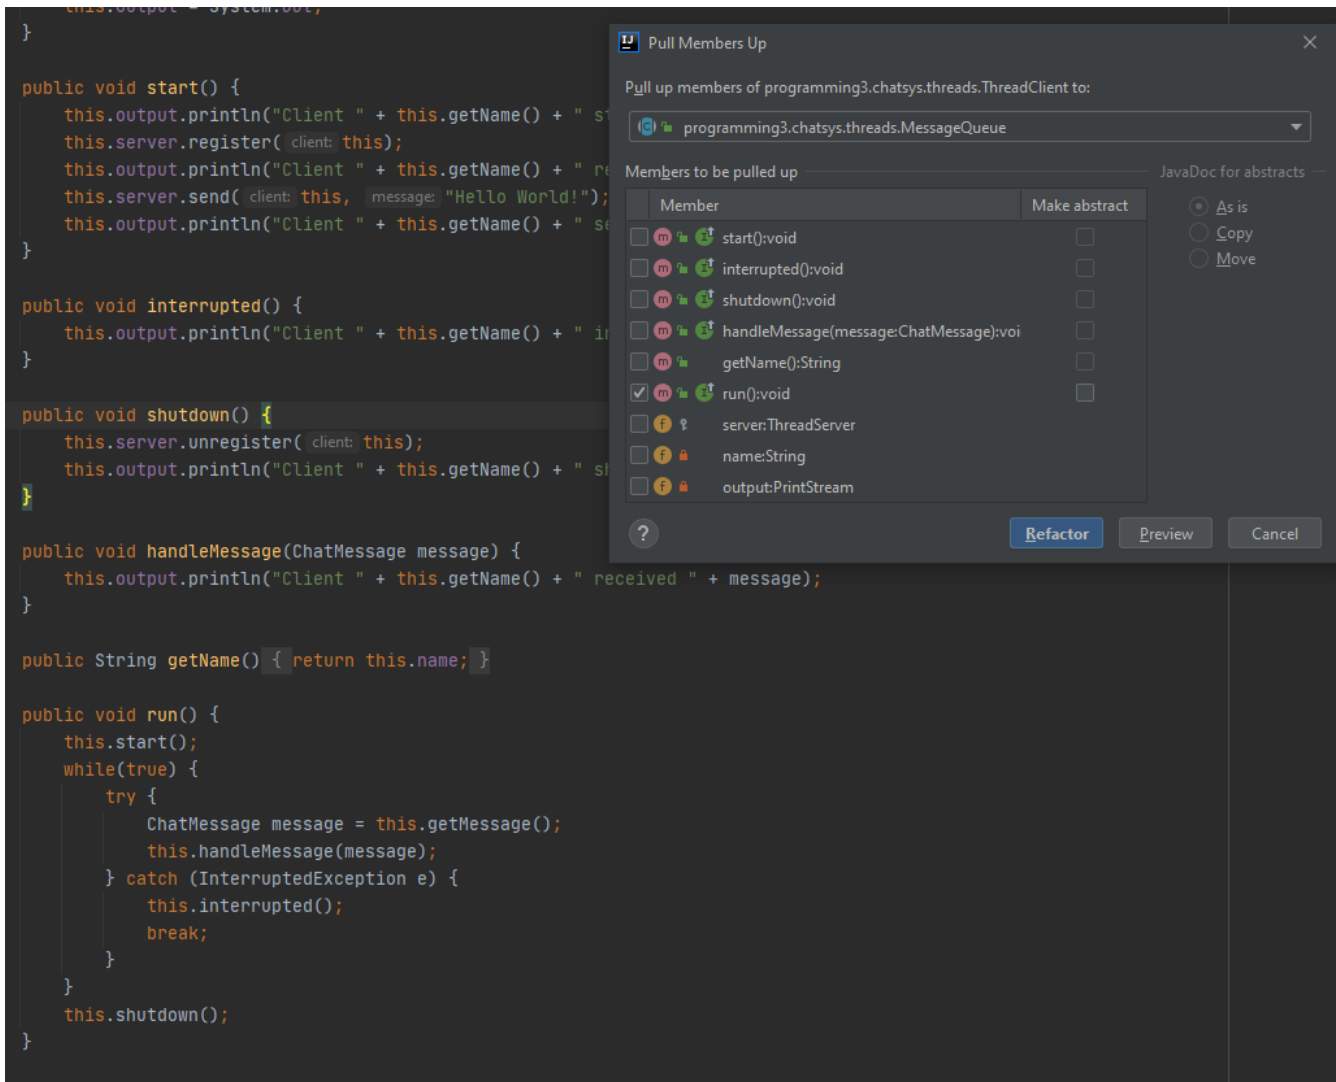 this.output = System.out;
}
public void start() {
this.output.println("Client " + this.getName() + " st
this.server.register( client: this);
this.output.println("Client " + this.getName() + " re
this.server.send( client: this, message: "Hello World!");
this.output.println("Client " + this.getName() + " se
}
public void interrupted() {
this.output.println("Client " + this.getName() + " in
}
public void shutdown() {
this.server.unregister( client: this);
this.output.println("Client " + this.getName() + " sh
}
public void handleMessage(ChatMessage message) {
this.output.println("Client " + this.getName() + " received " + message);
}
public String getName() { return this.name; }
public void run() {
this.start();
while(true) {
try {
ChatMessage message = this.getMessage();
this.handleMessage(message);
} catch (InterruptedException e) {
this.interrupted();
break;
}
}
this.shutdown();
}
IJ Pull Members Up
Pull up members of programming3.chatsys.threads.ThreadClient to:
C programming3.chatsys.threads.MessageQueue
Members to be pulled up
JavaDoc for abstracts
Member Make abstract
As is
Copy
Move
m I start():void
m I interrupted():void
m I shutdown():void
m I handleMessage(message:ChatMessage):voi
m getName():String
m I run():void
f server:ThreadServer
f name:String
f output:PrintStream
? Refactor Preview Cancel